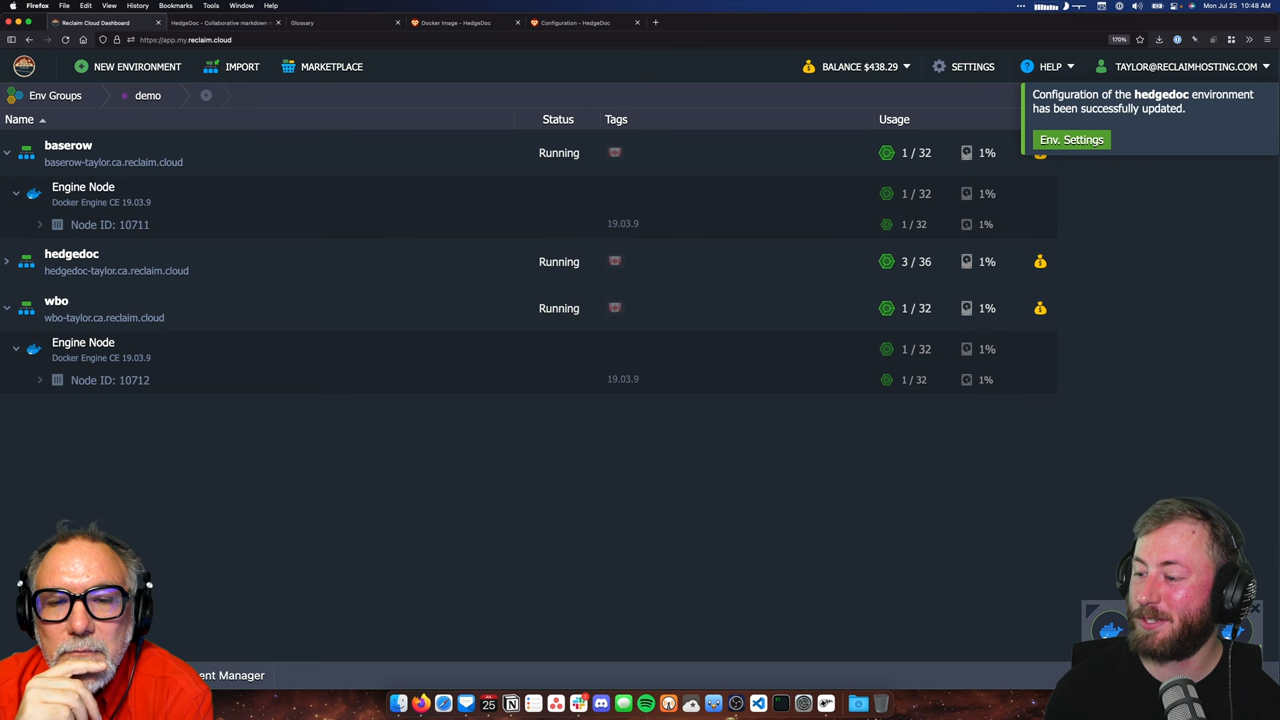 Firefox File Edit View History Bookmarks Tools Window Help
Mon Jul 25 10:48 AM
Reclaim Cloud Dashboard
HedgeDoc - Collaborative markdown
Glossary
Docker Image - HedgeDoc
Configuration - HedgeDoc
https://app.my.reclaim.cloud
170%
NEW ENVIRONMENT
IMPORT
MARKETPLACE
BALANCE $438.29
SETTINGS
HELP
TAYLOR@RECLAIMHOSTING.COM
Env Groups
demo
Configuration of the hedgedoc environment
has been successfully updated.
Env. Settings
Name Status Tags Usage
baserow
baserow-taylor.ca.reclaim.cloud
Running 1 / 32 1%
Engine Node
Docker Engine CE 19.03.9
1 / 32 1%
Node ID: 10711 19.03.9 1 / 32 1%
hedgedoc
hedgedoc-taylor.ca.reclaim.cloud
Running 3 / 36 1%
wbo
wbo-taylor.ca.reclaim.cloud
Running 1 / 32 1%
Engine Node
Docker Engine CE 19.03.9
1 / 32 1%
Node ID: 10712 19.03.9 1 / 32 1%
ent Manager
25